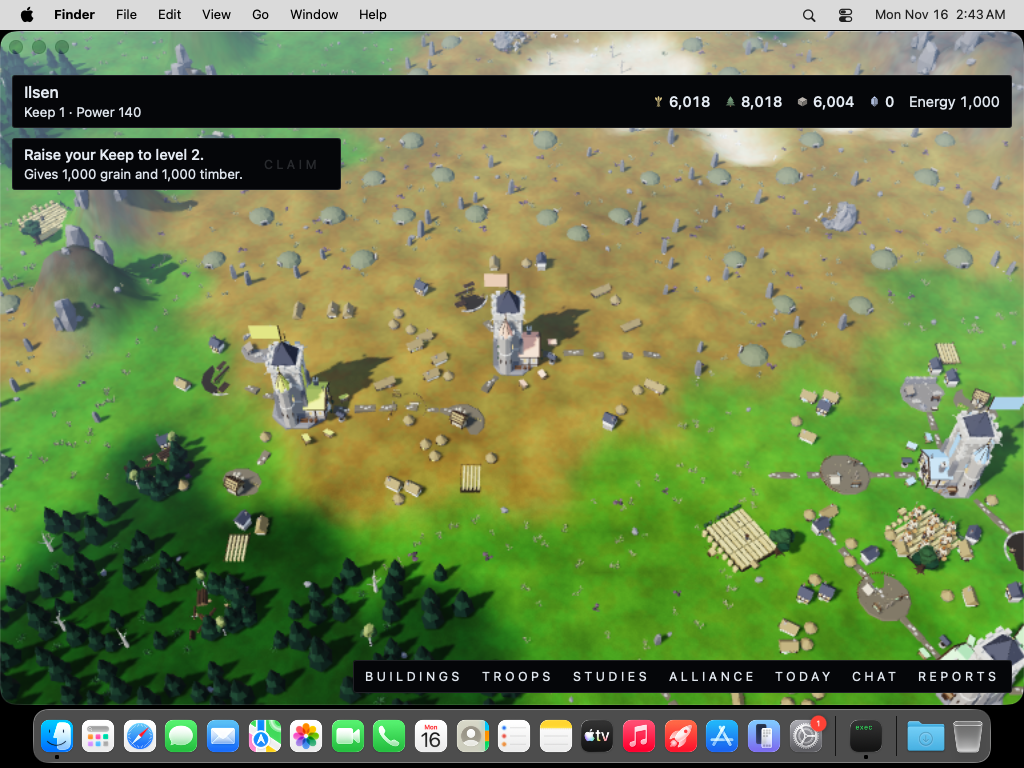 Finder File Edit View Go Window Help Mon Nov 16 2:43 AM
Ilsen
Keep 1 · Power 140
6,018 8,018 6,004 0 Energy 1,000
Raise your Keep to level 2.
CLAIM
Gives 1,000 grain and 1,000 timber.
BUILDINGS TROOPS STUDIES ALLIANCE TODAY CHAT REPORTS
Mon
16
tv
1
exec